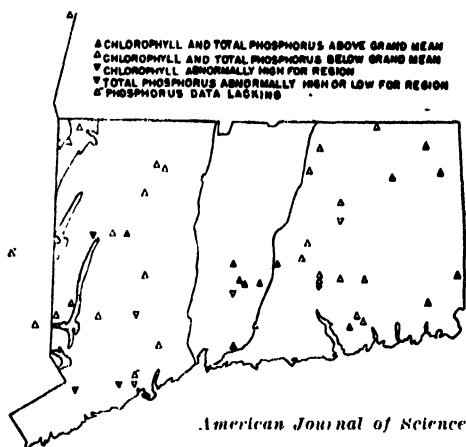 CHLOROPHYLL AND TOTAL PHOSPHORUS ABOVE GRAND MEAN
CHLOROPHYLL AND TOTAL PHOSPHORUS BELOW GRAND MEAN
CHLOROPHYLL ABNORMALLY HIGH FOR REGION
TOTAL PHOSPHORUS ABNORMALLY HIGH OR LOW FOR REGION
PHOSPHORUS DATA LACKING
American Journal of Science